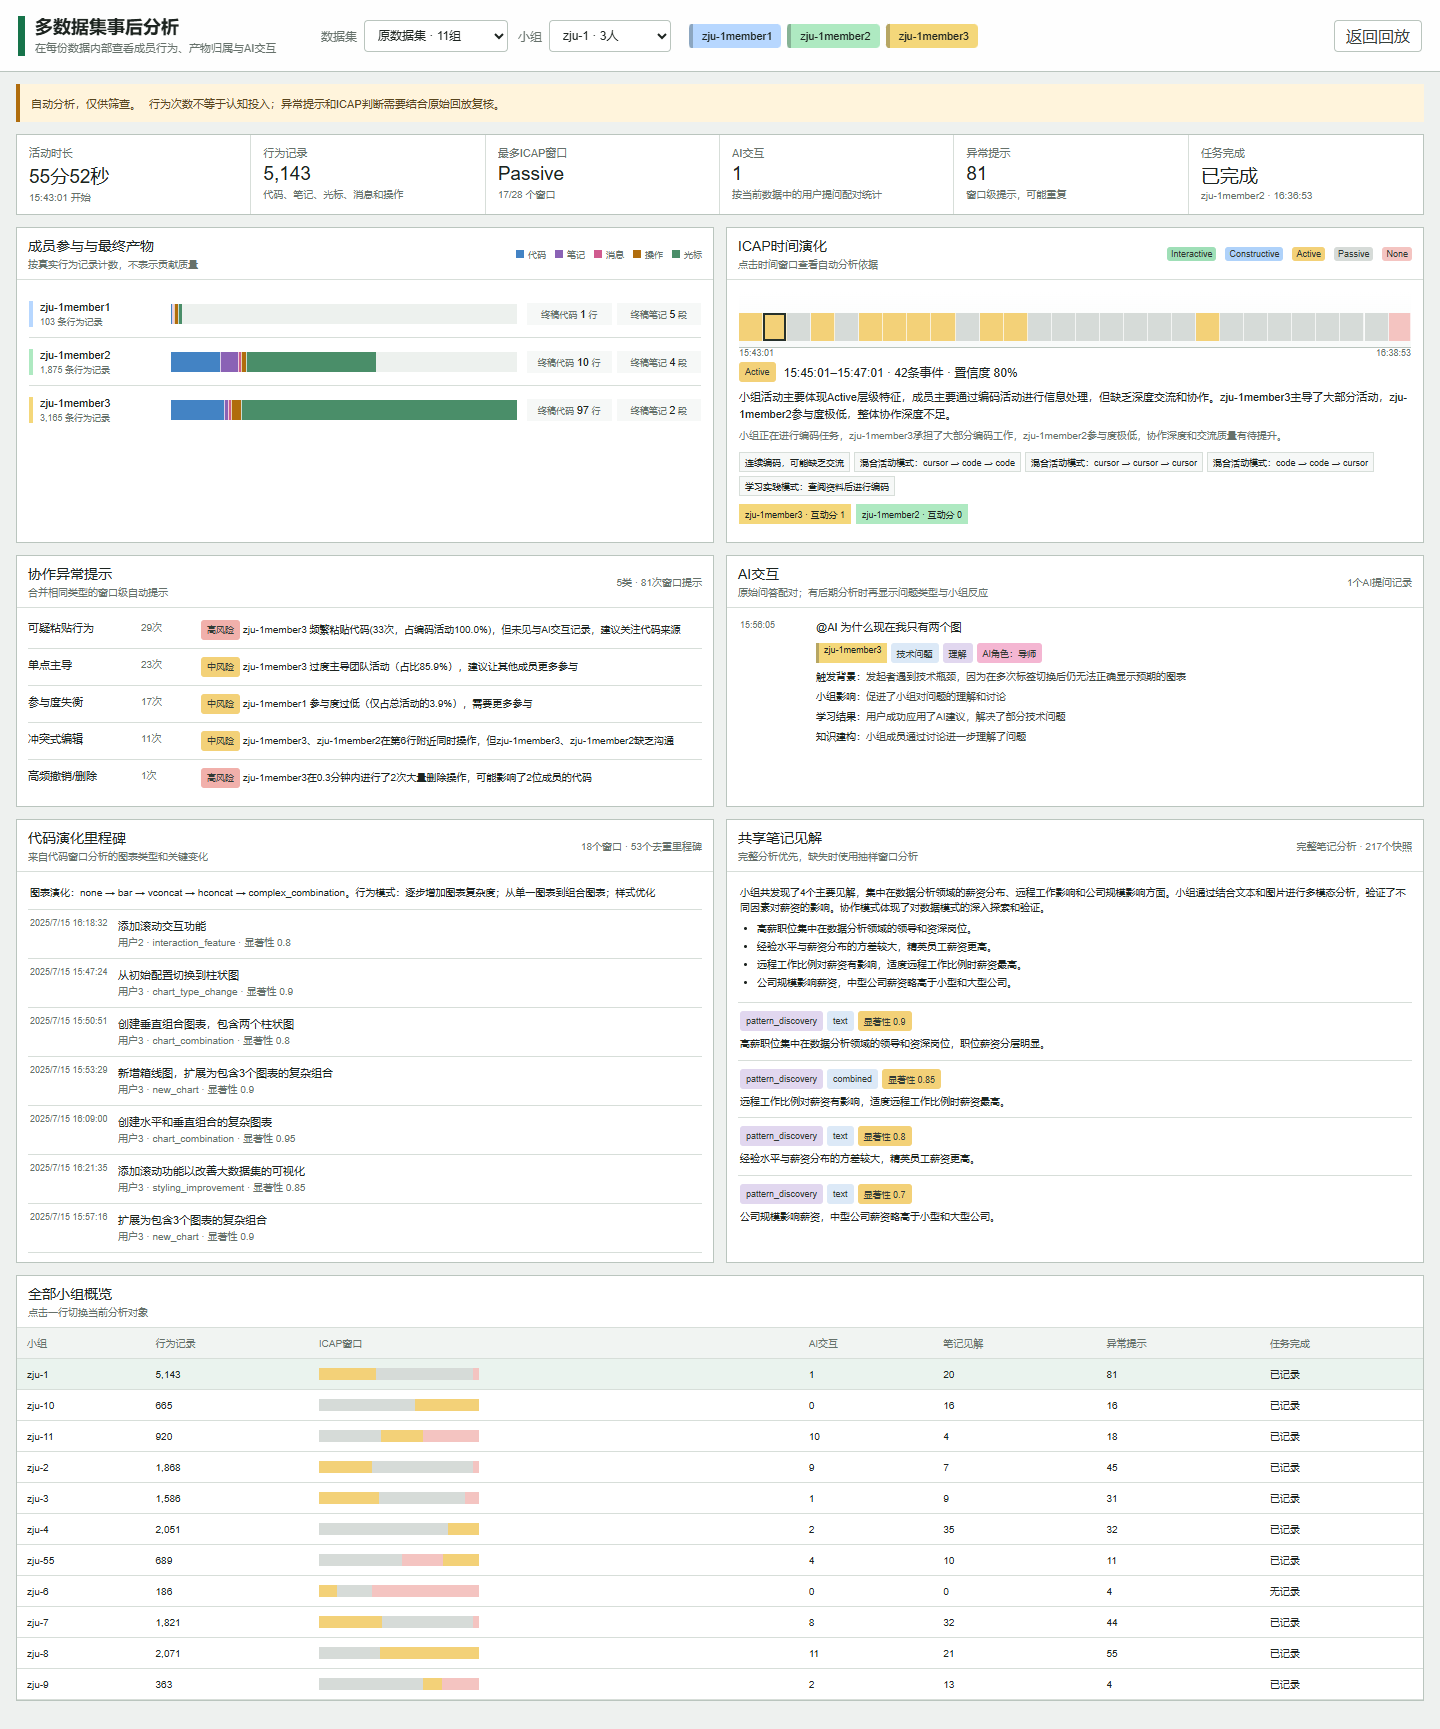 多数据集事后分析
在每份数据内部查看成员行为、产物归属与AI交互
数据集 原数据集 · 11组 小组 zju-1 · 3人 zju-1member1 zju-1member2 zju-1member3 返回回放
自动分析，仅供筛查。 行为次数不等于认知投入；异常提示和ICAP判断需要结合原始回放复核。
活动时长
55分52秒
15:43:01 开始
行为记录
5,143
代码、笔记、光标、消息和操作
最多ICAP窗口
Passive
17/28 个窗口
AI交互
1
按当前数据中的用户提问配对统计
异常提示
81
窗口级提示，可能重复
任务完成
已完成
zju-1member2 · 16:36:53
成员参与与最终产物
按真实行为记录计数，不表示贡献质量
代码 笔记 消息 操作 光标
zju-1member1
103 条行为记录
终稿代码 1 行 终稿笔记 5 段
zju-1member2
1,875 条行为记录
终稿代码 10 行 终稿笔记 4 段
zju-1member3
3,165 条行为记录
终稿代码 97 行 终稿笔记 2 段
ICAP时间演化
点击时间窗口查看自动分析依据
Interactive Constructive Active Passive None
15:43:01 16:38:53
Active 15:45:01–15:47:01 · 42条事件 · 置信度 80%
小组活动主要体现Active层级特征，成员主要通过编码活动进行信息处理，但缺乏深度交流和协作。zju-1member3主导了大部分活动，zju-
1member2参与度极低，整体协作深度不足。
小组正在进行编码任务，zju-1member3承担了大部分编码工作，zju-1member2参与度极低，协作深度和交流质量有待提升。
连续编码，可能缺乏交流 混合活动模式：cursor → code → code 混合活动模式：cursor → cursor → cursor 混合活动模式：code → code → cursor
学习实践模式：查阅资料后进行编码
zju-1member3 · 互动分 1 zju-1member2 · 互动分 0
协作异常提示
合并相同类型的窗口级自动提示
5类 · 81次窗口提示
可疑粘贴行为 29次 高风险 zju-1member3 频繁粘贴代码(33次，占编码活动100.0%)，但未见与AI交互记录，建议关注代码来源
单点主导 23次 中风险 zju-1member3 过度主导团队活动（占比85.9%），建议让其他成员更多参与
参与度失衡 17次 中风险 zju-1member1 参与度过低（仅占总活动的3.9%），需要更多参与
冲突式编辑 11次 中风险 zju-1member3、zju-1member2在第6行附近同时操作，但zju-1member3、zju-1member2缺乏沟通
高频撤销/删除 1次 高风险 zju-1member3在0.3分钟内进行了2次大量删除操作，可能影响了2位成员的代码
AI交互
原始问答配对；有后期分析时再显示问题类型与小组反应
1个AI提问记录
15:56:05 @AI 为什么现在我只有两个图
zju-1member3 技术问题 理解 AI角色：导师
触发背景：发起者遇到技术瓶颈，因为在多次标签切换后仍无法正确显示预期的图表
小组影响：促进了小组对问题的理解和讨论
学习结果：用户成功应用了AI建议，解决了部分技术问题
知识建构：小组成员通过讨论进一步理解了问题
代码演化里程碑
来自代码窗口分析的图表类型和关键变化
18个窗口 · 53个去重里程碑
图表演化：none → bar → vconcat → hconcat → complex_combination。行为模式：逐步增加图表复杂度；从单一图表到组合图表；样式优化
2025/7/15 16:18:32 添加滚动交互功能
用户2 · interaction_feature · 显著性 0.8
2025/7/15 15:47:24 从初始配置切换到柱状图
用户3 · chart_type_change · 显著性 0.9
2025/7/15 15:50:51 创建垂直组合图表，包含两个柱状图
用户3 · chart_combination · 显著性 0.8
2025/7/15 15:53:29 新增箱线图，扩展为包含3个图表的复杂组合
用户3 · new_chart · 显著性 0.9
2025/7/15 16:09:00 创建水平和垂直组合的复杂图表
用户3 · chart_combination · 显著性 0.95
2025/7/15 16:21:35 添加滚动功能以改善大数据集的可视化
用户3 · styling_improvement · 显著性 0.85
2025/7/15 15:57:16 扩展为包含3个图表的复杂组合
用户3 · new_chart · 显著性 0.9
共享笔记见解
完整分析优先，缺失时使用抽样窗口分析
完整笔记分析 · 217个快照
小组共发现了4个主要见解，集中在数据分析领域的薪资分布、远程工作影响和公司规模影响方面。小组通过结合文本和图片进行多模态分析，验证了不
同因素对薪资的影响。协作模式体现了对数据模式的深入探索和验证。
• 高薪职位集中在数据分析领域的领导和资深岗位。
• 经验水平与薪资分布的方差较大，精英员工薪资更高。
• 远程工作比例对薪资有影响，适度远程工作比例时薪资最高。
• 公司规模影响薪资，中型公司薪资略高于小型和大型公司。
pattern_discovery text 显著性 0.9
高薪职位集中在数据分析领域的领导和资深岗位，职位薪资分层明显。
pattern_discovery combined 显著性 0.85
远程工作比例对薪资有影响，适度远程工作比例时薪资最高。
pattern_discovery text 显著性 0.8
经验水平与薪资分布的方差较大，精英员工薪资更高。
pattern_discovery text 显著性 0.7
公司规模影响薪资，中型公司薪资略高于小型和大型公司。
全部小组概览
点击一行切换当前分析对象
小组 行为记录 ICAP窗口 AI交互 笔记见解 异常提示 任务完成
zju-1 5,143 1 20 81 已记录
zju-10 665 0 16 16 已记录
zju-11 920 10 4 18 已记录
zju-2 1,868 9 7 45 已记录
zju-3 1,586 1 9 31 已记录
zju-4 2,051 2 35 32 已记录
zju-55 689 4 10 11 已记录
zju-6 186 0 0 4 无记录
zju-7 1,821 8 32 44 已记录
zju-8 2,071 11 21 55 已记录
zju-9 363 2 13 4 已记录